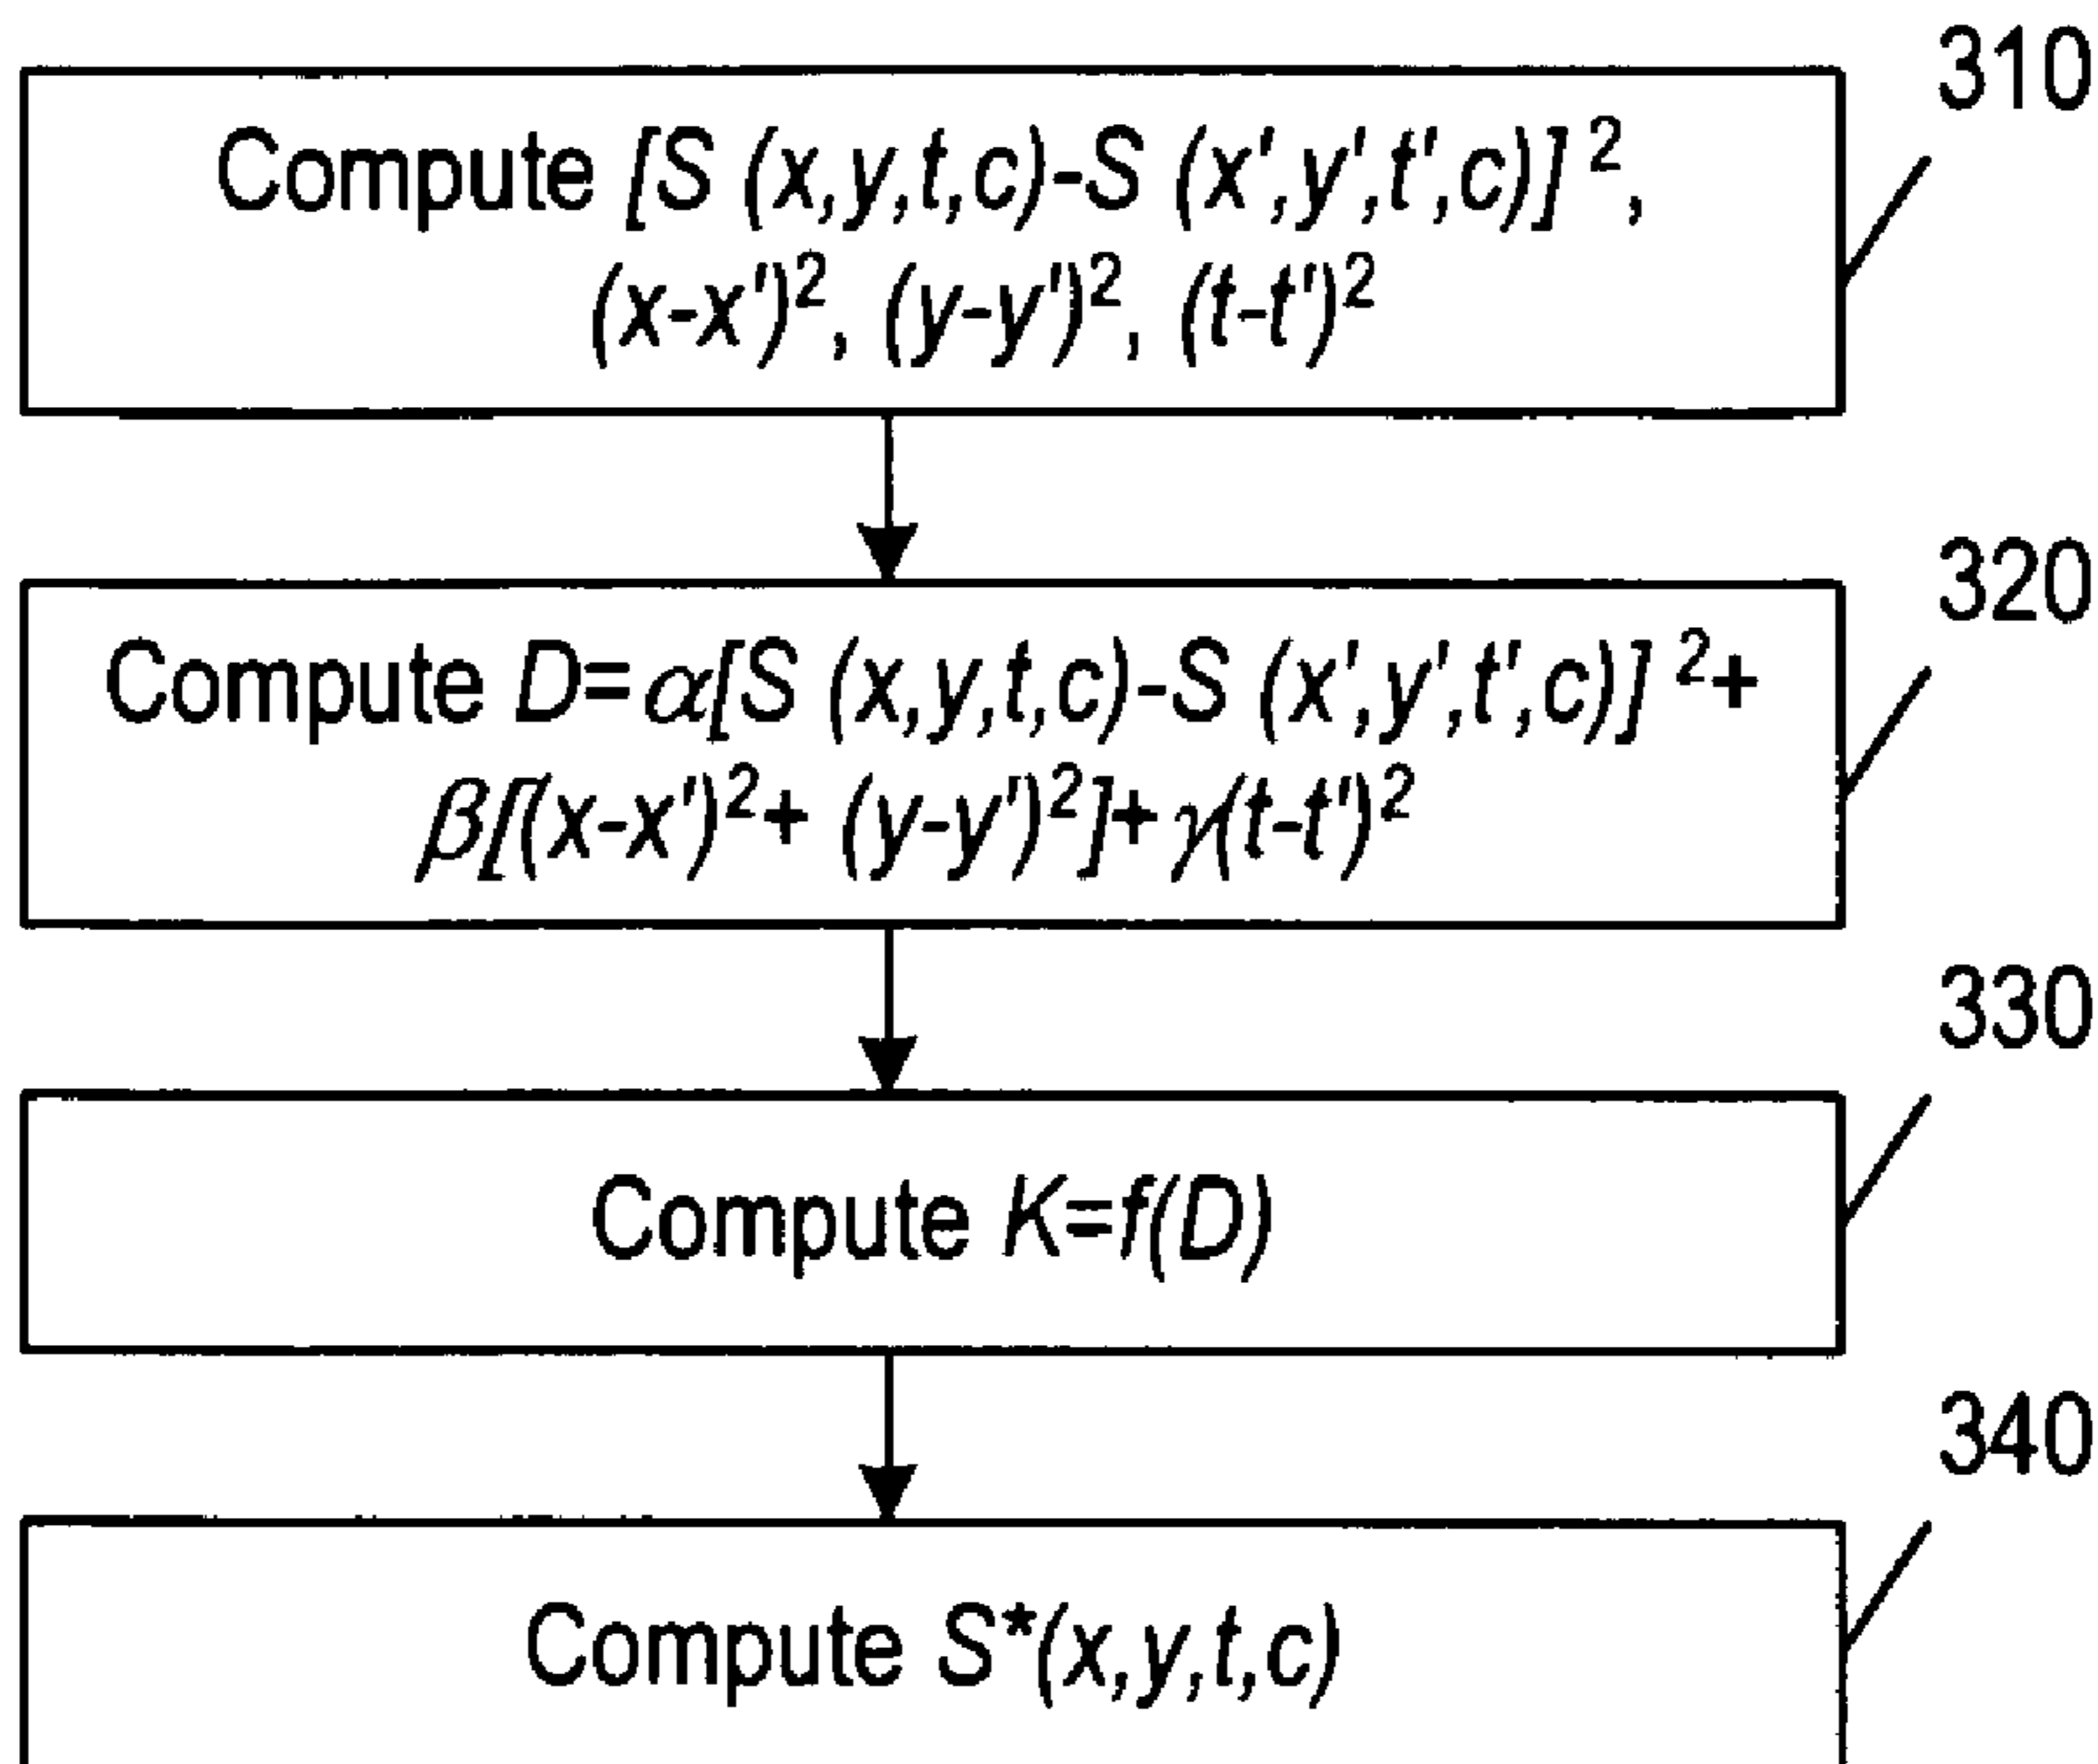 310
Compute [S (x,y,t,c)-S (x',y',t',c)] ²,
(x-x')², (y-y')², (t-t')²
320
Compute D=α[S (x,y,t,c)-S (x',y',t',c)] ²+
β[(x-x')²+ (y-y')²]+γ(t-t')²
330
Compute K=f(D)
340
Compute S*(x,y,t,c)